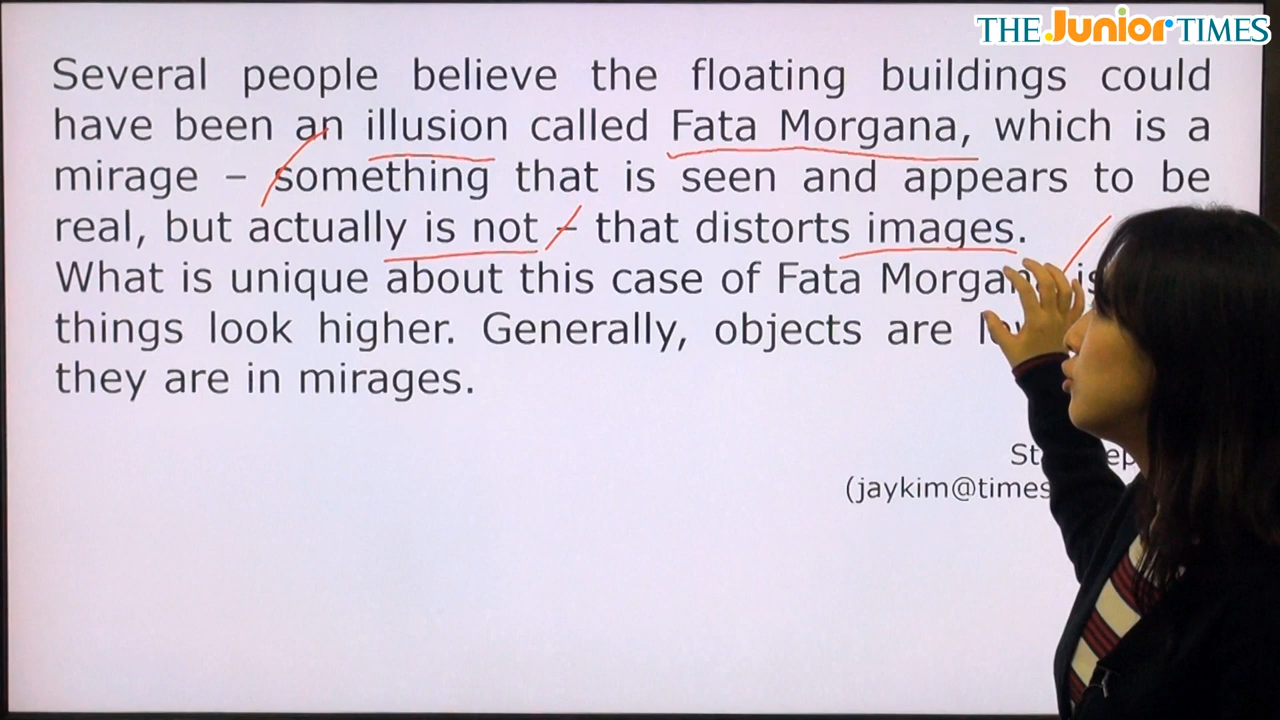 THE Junior TIMES
Several people believe the floating buildings could
have been an illusion called Fata Morgana, which is a
mirage – something that is seen and appears to be
real, but actually is not – that distorts images.
What is unique about this case of Fata Morgana is
things look higher. Generally, objects are
they are in mirages.
(jaykim@times